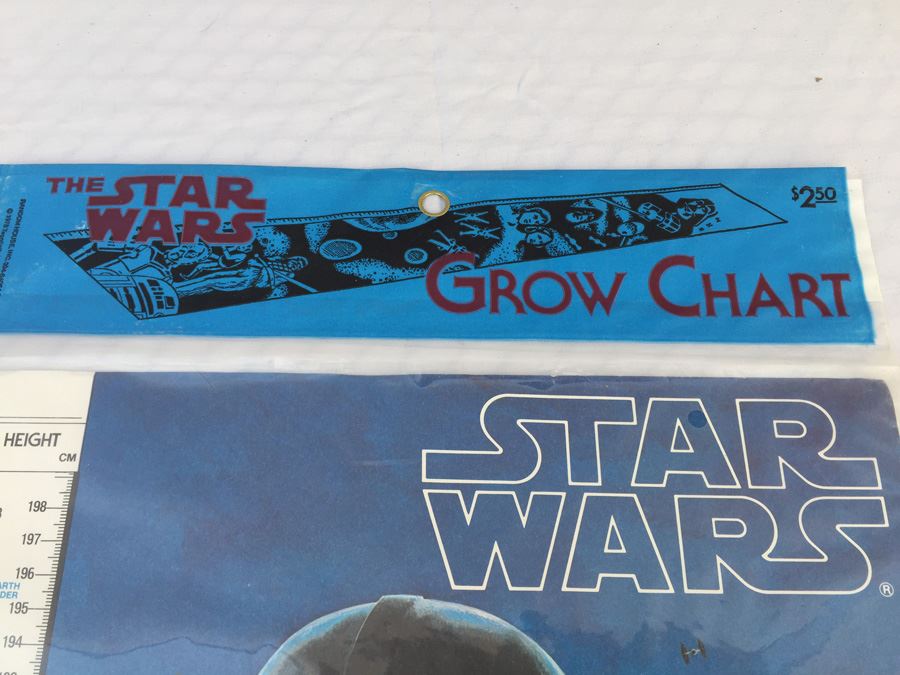 THE STAR
WARS
$2.50
GROW CHART
STAR
WARS
®
HEIGHT
CM
198
197
196
195
194